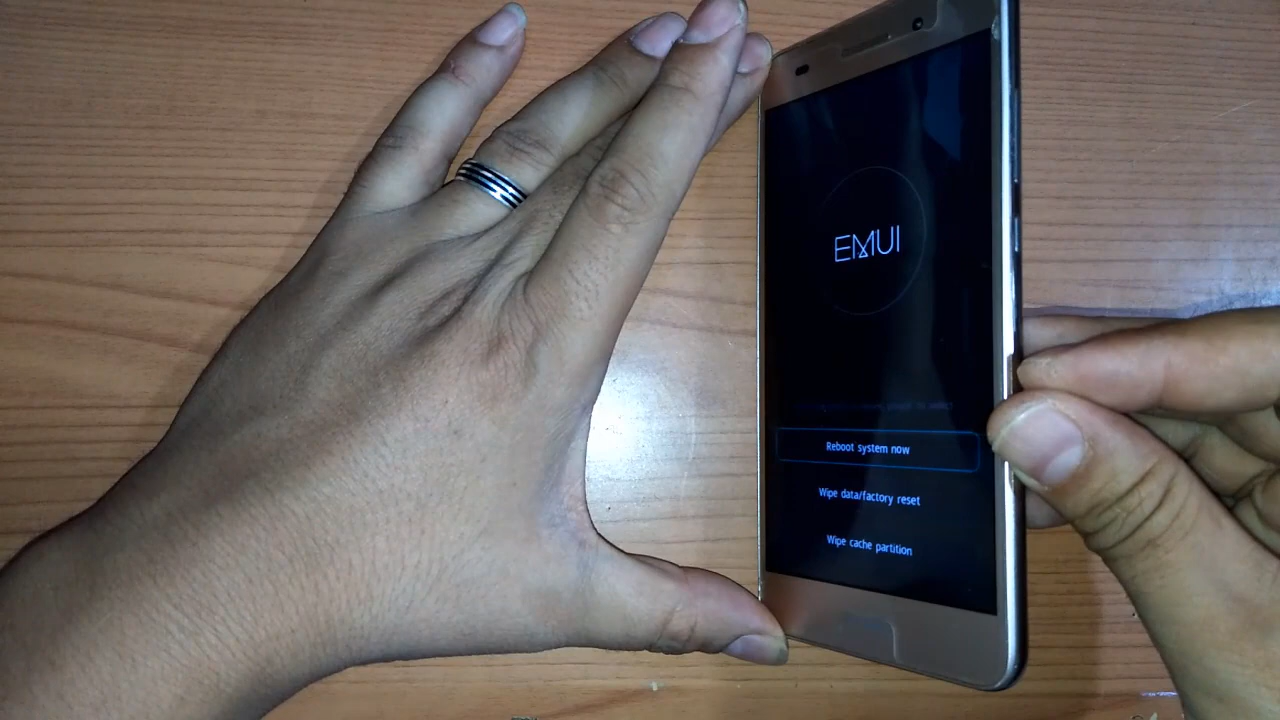 EMUI
Reboot system now
Wipe data/factory reset
Wipe cache partition